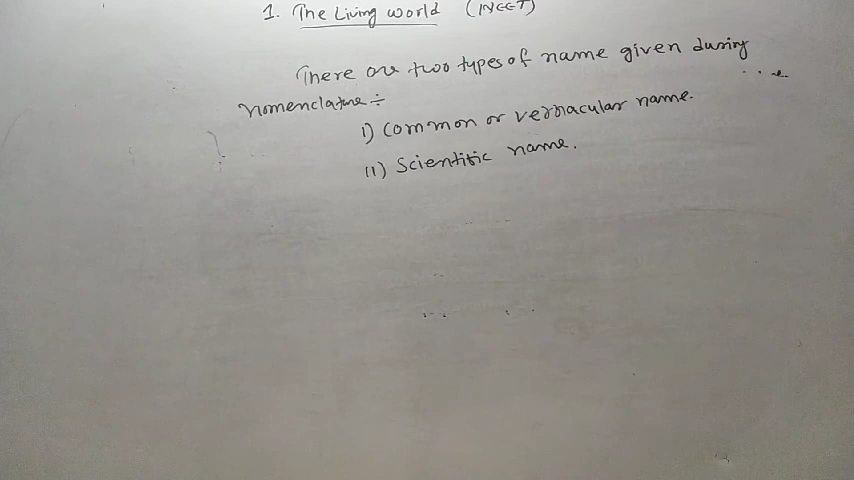 1. The Living world (NEET)
There are two types of name given during
nomenclature ÷
I) Common or vernacular name.
II) Scientific name.